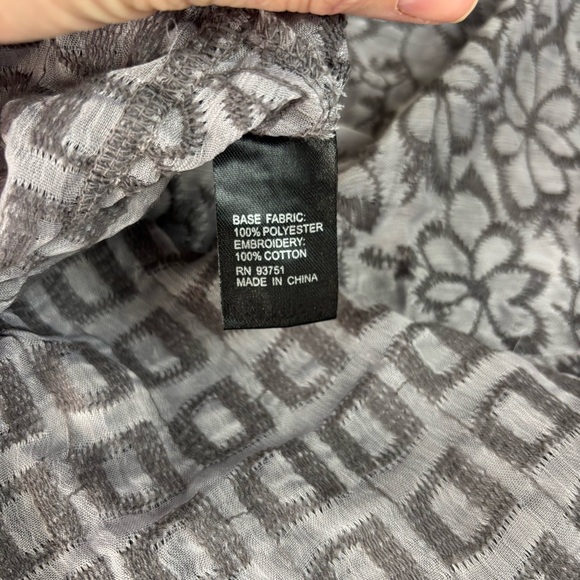 BASE FABRIC:
100% POLYESTER
EMBROIDERY:
100% COTTON
RN 93751
MADE IN CHINA